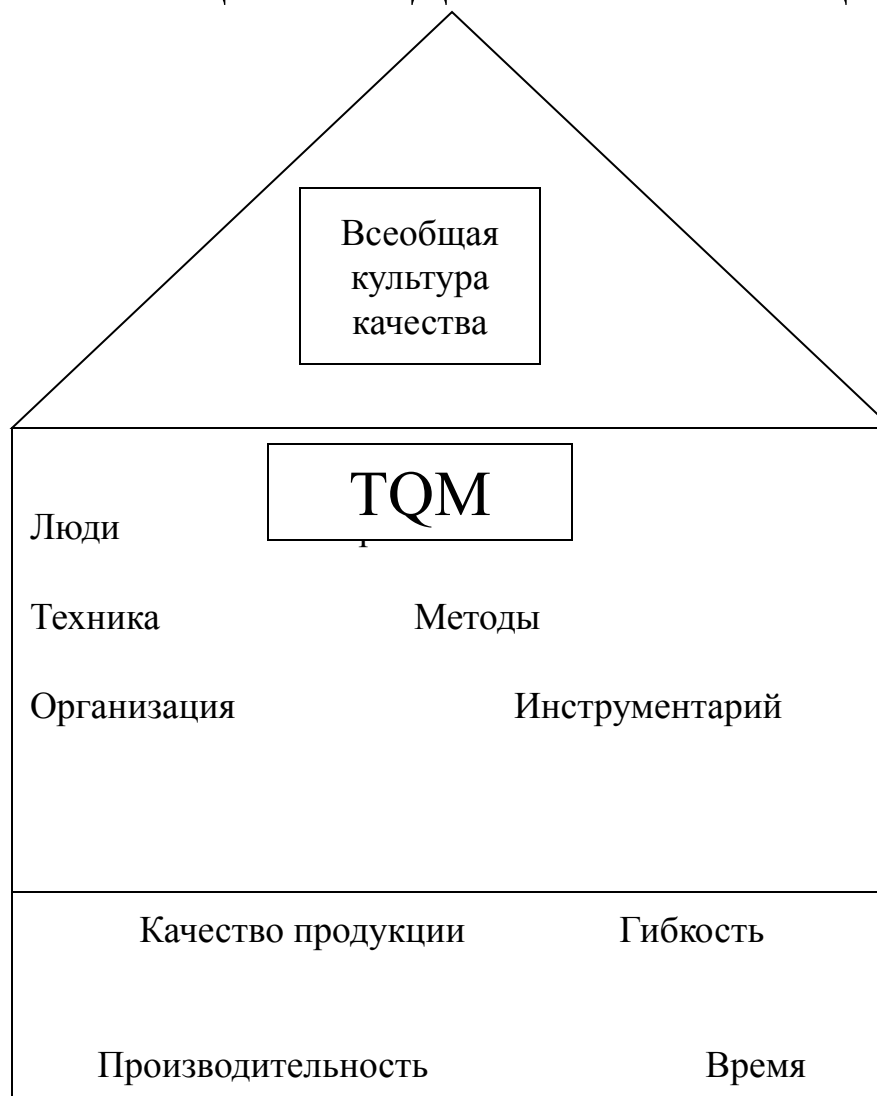 Всеобщая
культура
качества
TQM
Люди
Техника Методы
Организация Инструментарий
Качество продукции Гибкость
Производительность Время